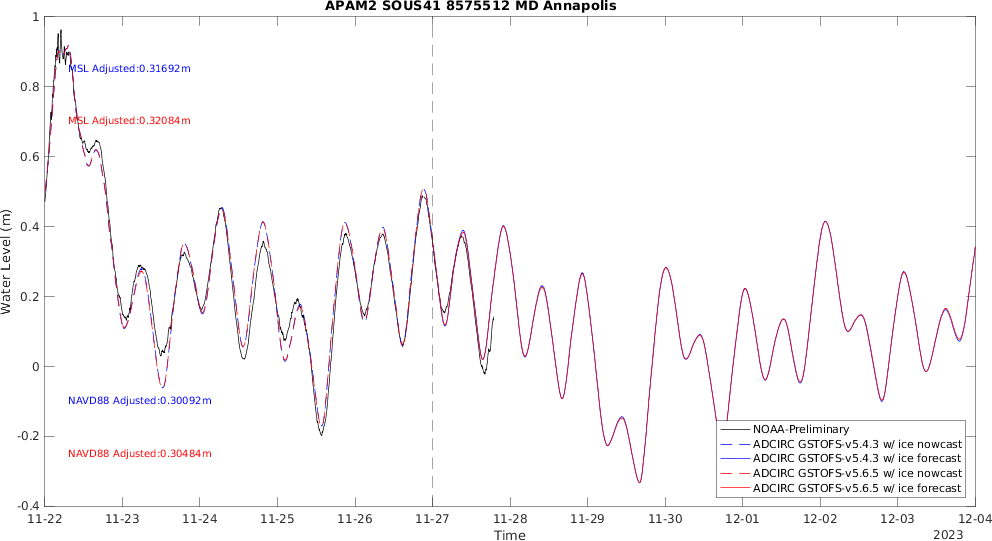 APAM2 SOUS41 8575512 MD Annapolis
1
0.8
0.6
0.4
0.2
0
-0.2
-0.4
Water Level (m)
MSL Adjusted:0.31692m
MSL Adjusted:0.32084m
NAVD88 Adjusted:0.30092m
NAVD88 Adjusted:0.30484m
NOAA-Preliminary
ADCIRC GSTOFS-v5.4.3 w/ ice nowcast
ADCIRC GSTOFS-v5.4.3 w/ ice forecast
ADCIRC GSTOFS-v5.6.5 w/ ice nowcast
ADCIRC GSTOFS-v5.6.5 w/ ice forecast
11-22 11-23 11-24 11-25 11-26 11-27 11-28 11-29 11-30 12-01 12-02 12-03 12-04
Time
2023